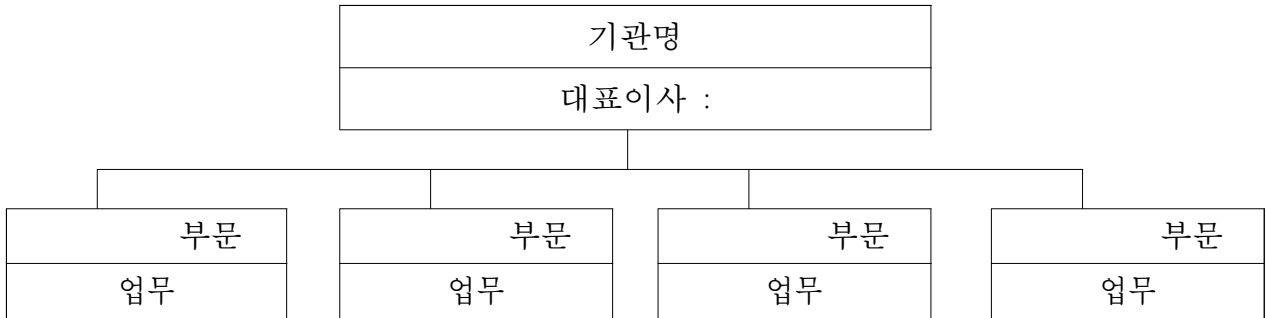 기관명
대표이사 :
부문 부문 부문 부문
업무 업무 업무 업무